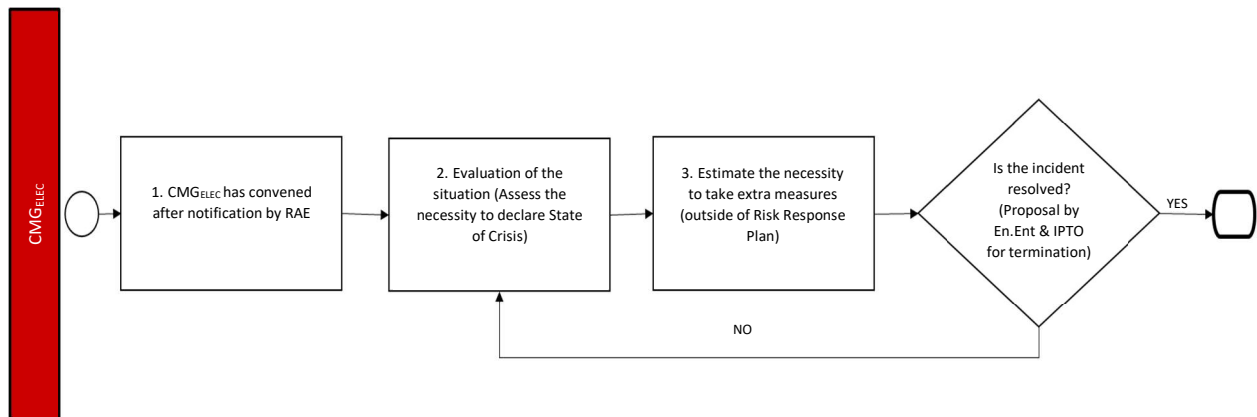 CMGELEC
1. CMGELEC has convened
after notification by RAE
2. Evaluation of the
situation (Assess the
necessity to declare State
of Crisis)
3. Estimate the necessity
to take extra measures
(outside of Risk Response
Plan)
Is the incident
resolved?
(Proposal by
En.Ent & IPTO
for termination)
YES
NO